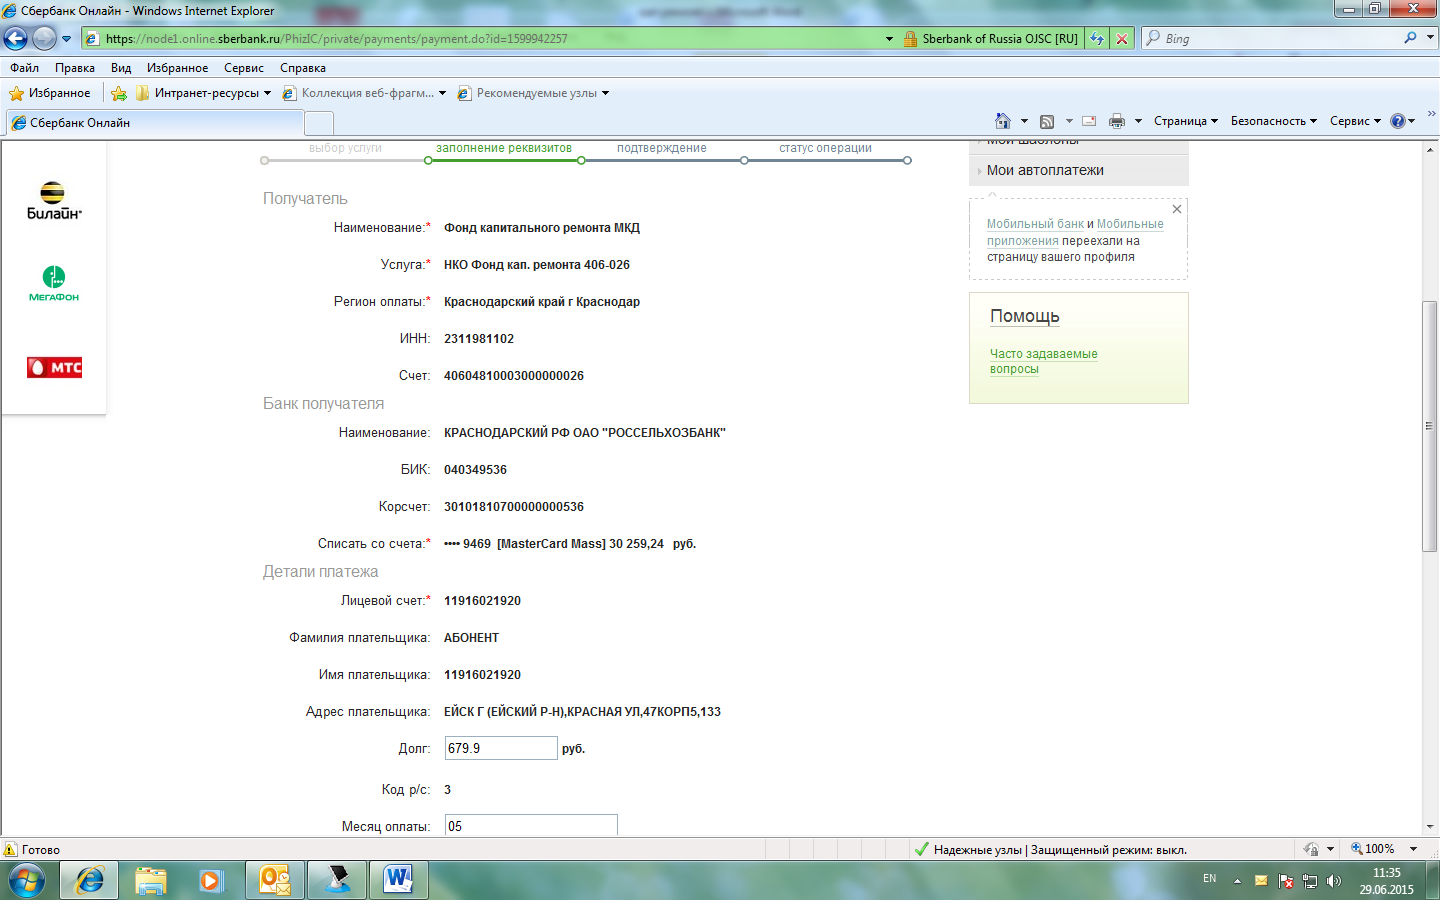 Сбербанк Онлайн - Windows Internet Explorer
https://node1.online.sberbank.ru/PhizIC/private/payments/payment.do?id=1599942257
Sberbank of Russia OJSC [RU]
Bing
Файл Правка Вид Избранное Сервис Справка
Избранное Интранет-ресурсы Коллекция веб-фрагм... Рекомендуемые узлы
Сбербанк Онлайн
Страница Безопасность Сервис
выбор услуги заполнение реквизитов подтверждение статус операции
Мои шаблоны
Мои автоплатежи
Мобильный банк и Мобильные
приложения переехали на
страницу вашего профиля
Помощь
Часто задаваемые
вопросы
Билайн
МЕГАФОН
МТС
Получатель
Наименование:* Фонд капитального ремонта МКД
Услуга:* НКО Фонд кап. ремонта 406-026
Регион оплаты:* Краснодарский край г Краснодар
ИНН: 2311981102
Счет: 40604810003000000026
Банк получателя
Наименование: КРАСНОДАРСКИЙ РФ ОАО "РОССЕЛЬХОЗБАНК"
БИК: 040349536
Корсчет: 30101810700000000536
Списать со счета:* •••• 9469 [MasterCard Mass] 30 259,24 руб.
Детали платежа
Лицевой счет:* 11916021920
Фамилия плательщика: АБОНЕНТ
Имя плательщика: 11916021920
Адрес плательщика: ЕЙСК Г (ЕЙСКИЙ Р-Н),КРАСНАЯ УЛ,47КОРП5,133
Долг: 679.9 руб.
Код р/с: 3
Месяц оплаты: 05
Готово
Надежные узлы | Защищенный режим: выкл.
100%
EN
11:35
29.06.2015